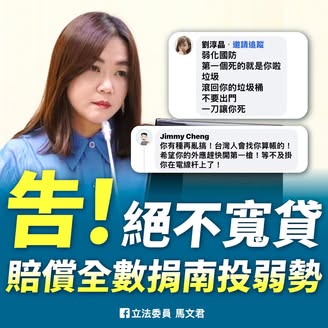 劉淳晶·邀請追蹤
弱化國防
第一個死的就是你啦
垃圾
滾回你的垃圾桶
不要出門
一刀讓你死
Jimmy Cheng
你有種再亂搞！台灣人會找你算帳的！
希望你的外應趕快開第一槍！等不及掛
你在電線杆上了！
告！絕不寬貸
賠償全數捐南投弱勢
立法委員 馬文君